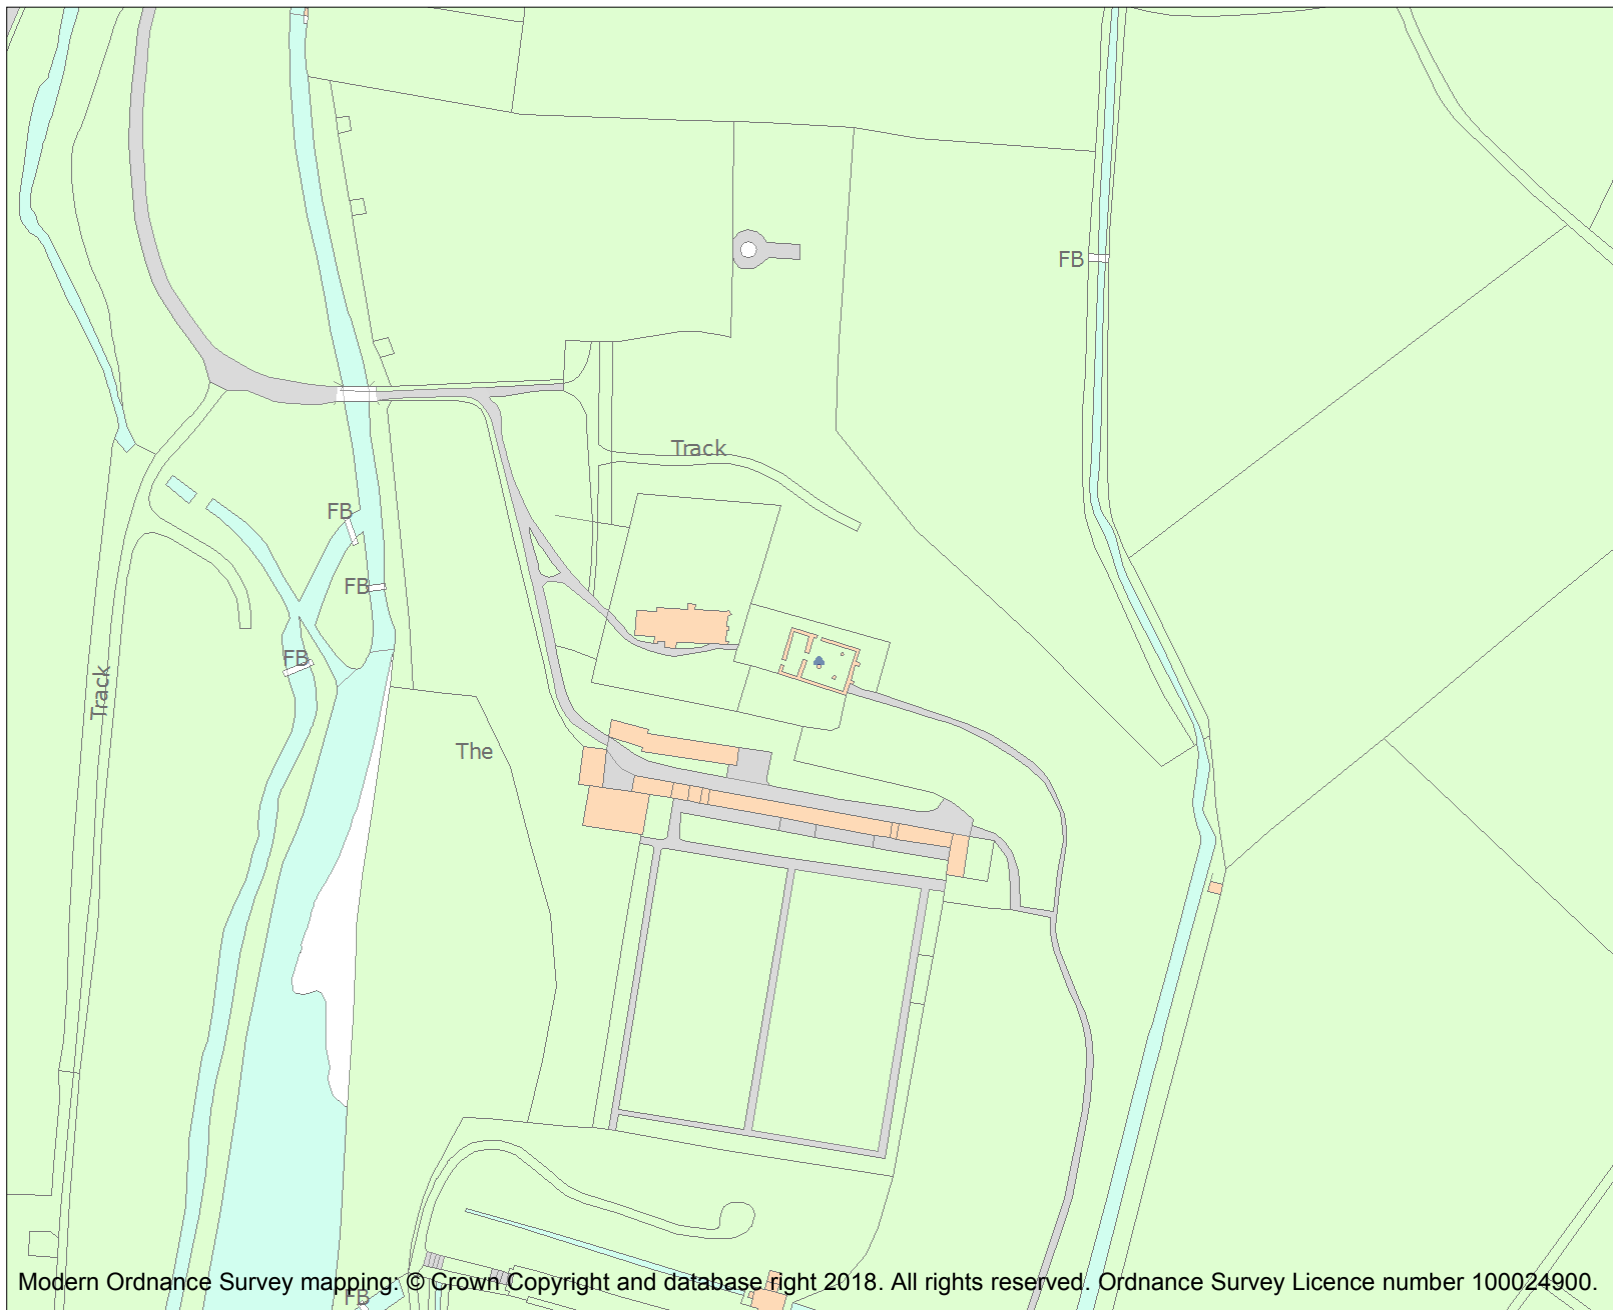 FB
Track
FB
FB
FB
Track
The
Modern Ordnance Survey mapping: © Crown Copyright and database right 2018. All rights reserved. Ordnance Survey Licence number 100024900.
FB